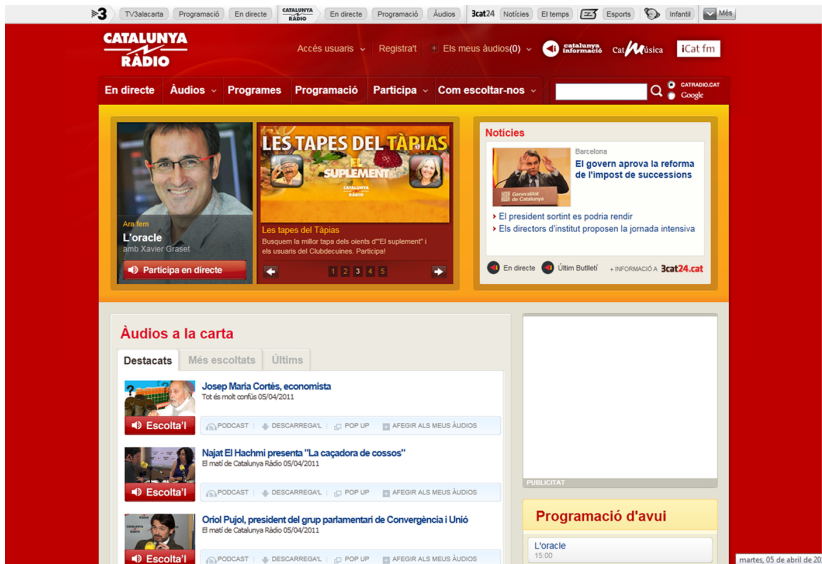 3 TV3alacarta Programació En directe CATALUNYA RÀDIO En directe Programació Àudios 3cat24 Notícies El temps Esports Infantil Més
CATALUNYA
RÀDIO
Accés usuaris Registra't + Els meus àudios(0) catalunya informació CatMúsica iCat fm
En directe Àudios Programes Programació Participa Com escoltar-nos CATRADIO.CAT
Google
LES TAPES DEL TÀPIAS
EL SUPLEMENT
CATALUNYA RÀDIO
Ara fem
L'oracle
amb Xavier Graset
Participa en directe
Les tapes del Tàpias
Busquem la millor tapa dels oients d'"El suplement" i
els usuaris del Clubdecuines. Participa!
1 2 3 4 5
Notícies
Barcelona
El govern aprova la reforma
de l'impost de successions
Generalitat
de Catalunya
El president sortint es podria rendir
Els directors d'institut proposen la jornada intensiva
En directe Últim Butlletí + INFORMACIÓ A 3cat24.cat
Àudios a la carta
Destacats Més escoltats Últims
Josep Maria Cortès, economista
Tot és molt confús 05/04/2011
Escolta'l PODCAST DESCARREGA'L POP UP AFEGIR ALS MEUS ÀUDIOS
Najat El Hachmi presenta "La caçadora de cossos"
El matí de Catalunya Ràdio 05/04/2011
Escolta'l PODCAST DESCARREGA'L POP UP AFEGIR ALS MEUS ÀUDIOS
Oriol Pujol, president del grup parlamentari de Convergència i Unió
El matí de Catalunya Ràdio 05/04/2011
Escolta'l PODCAST DESCARREGA'L POP UP AFEGIR ALS MEUS ÀUDIOS
PUBLICITAT
Programació d'avui
L'oracle
15:00
martes, 05 de abril de 20